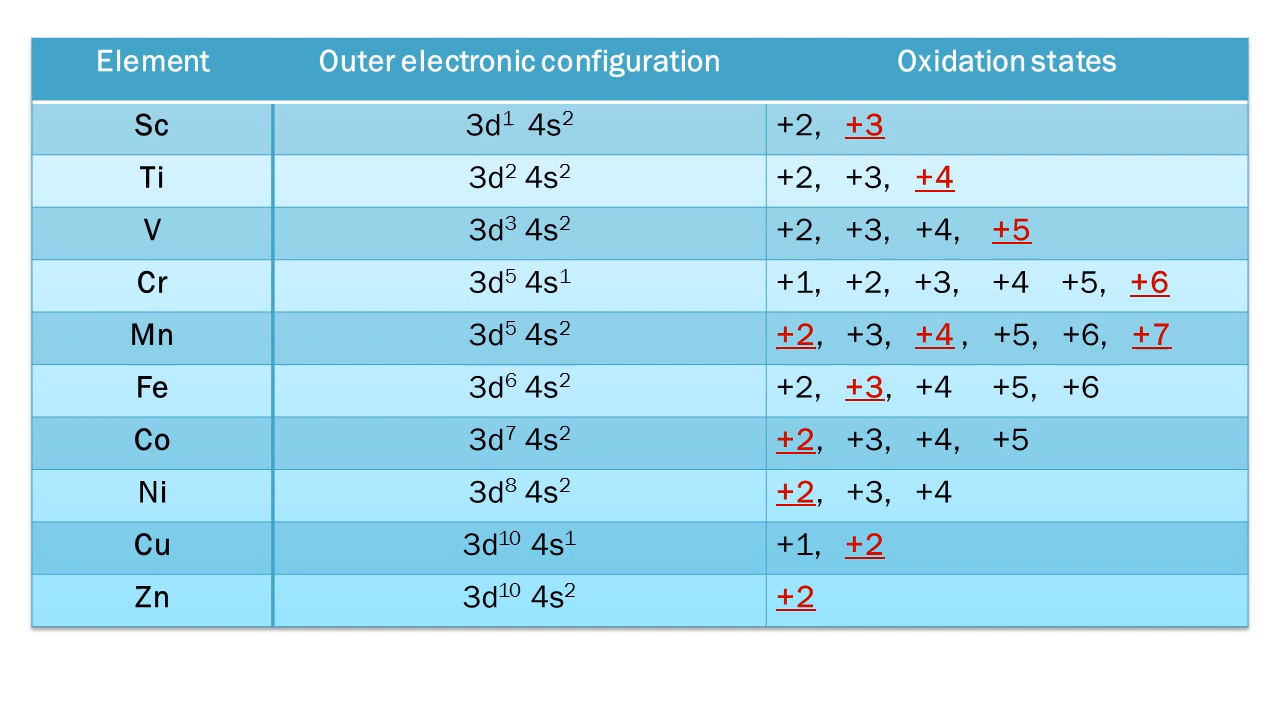 Element Outer electronic configuration Oxidation states
Sc 3d¹ 4s² +2, +3
Ti 3d² 4s² +2, +3, +4
V 3d³ 4s² +2, +3, +4, +5
Cr 3d⁵ 4s¹ +1, +2, +3, +4 +5, +6
Mn 3d⁵ 4s² +2, +3, +4 , +5, +6, +7
Fe 3d⁶ 4s² +2, +3, +4 +5, +6
Co 3d⁷ 4s² +2, +3, +4, +5
Ni 3d⁸ 4s² +2, +3, +4
Cu 3d¹⁰ 4s¹ +1, +2
Zn 3d¹⁰ 4s² +2